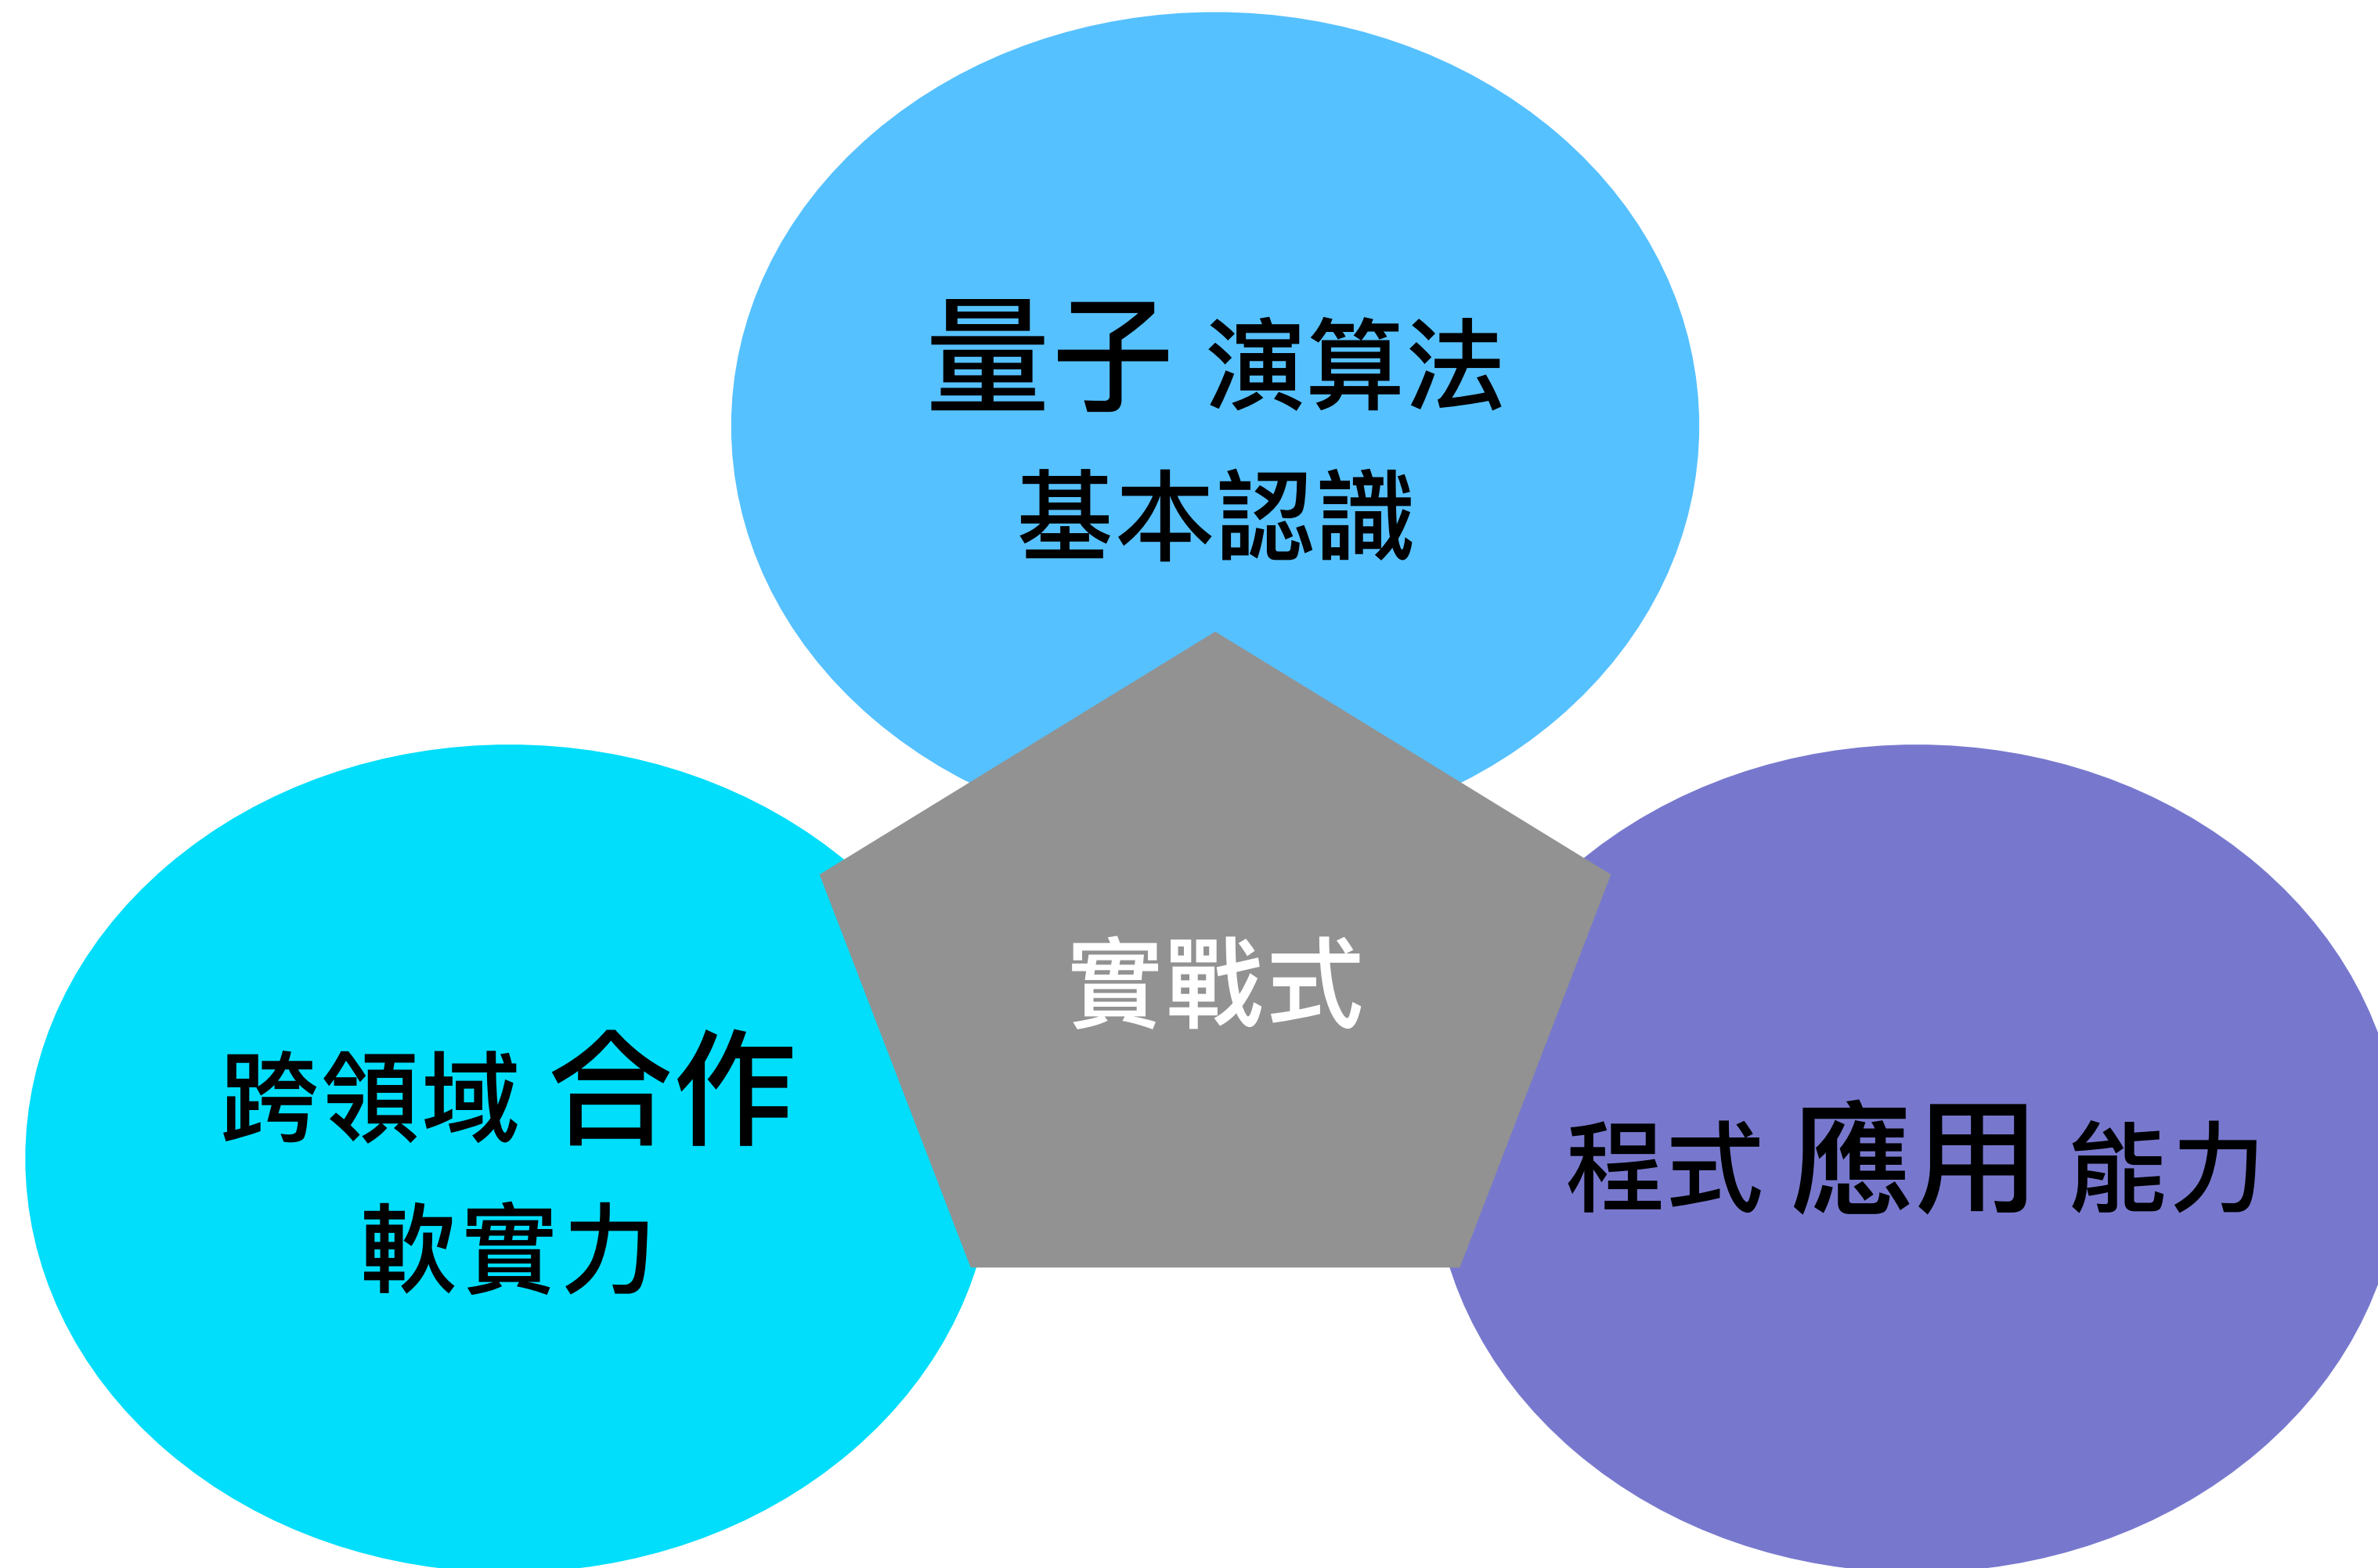 量子 演算法
基本認識
實戰式
跨領域合作
軟實力
程式 應用 能力